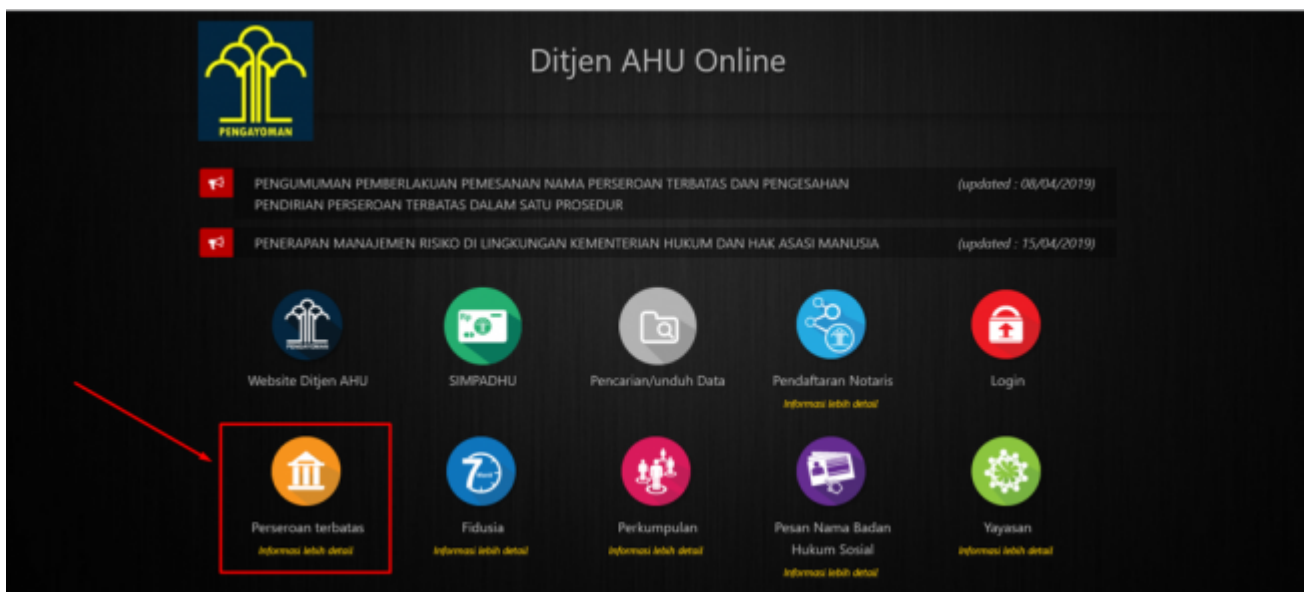 Ditjen AHU Online
PENGAYOMAN
PENGUMUMAN PEMBERLAKUAN PEMESANAN NAMA PERSEROAN TERBATAS DAN PENGESAHAN
PENDIRIAN PERSEROAN TERBATAS DALAM SATU PROSEDUR
(updated : 08/04/2019)
PENERAPAN MANAJEMEN RISIKO DI LINGKUNGAN KEMENTERIAN HUKUM DAN HAK ASASI MANUSIA
(updated : 15/04/2019)
Website Ditjen AHU
SIMPADHU
Pencarian/unduh Data
Pendaftaran Notaris
Informasi lebih detail
Login
Perseroan terbatas
Informasi lebih detail
7
Fidusia
Informasi lebih detail
Perkumpulan
Informasi lebih detail
Pesan Nama Badan
Hukum Sosial
Informasi lebih detail
Yayasan
Informasi lebih detail